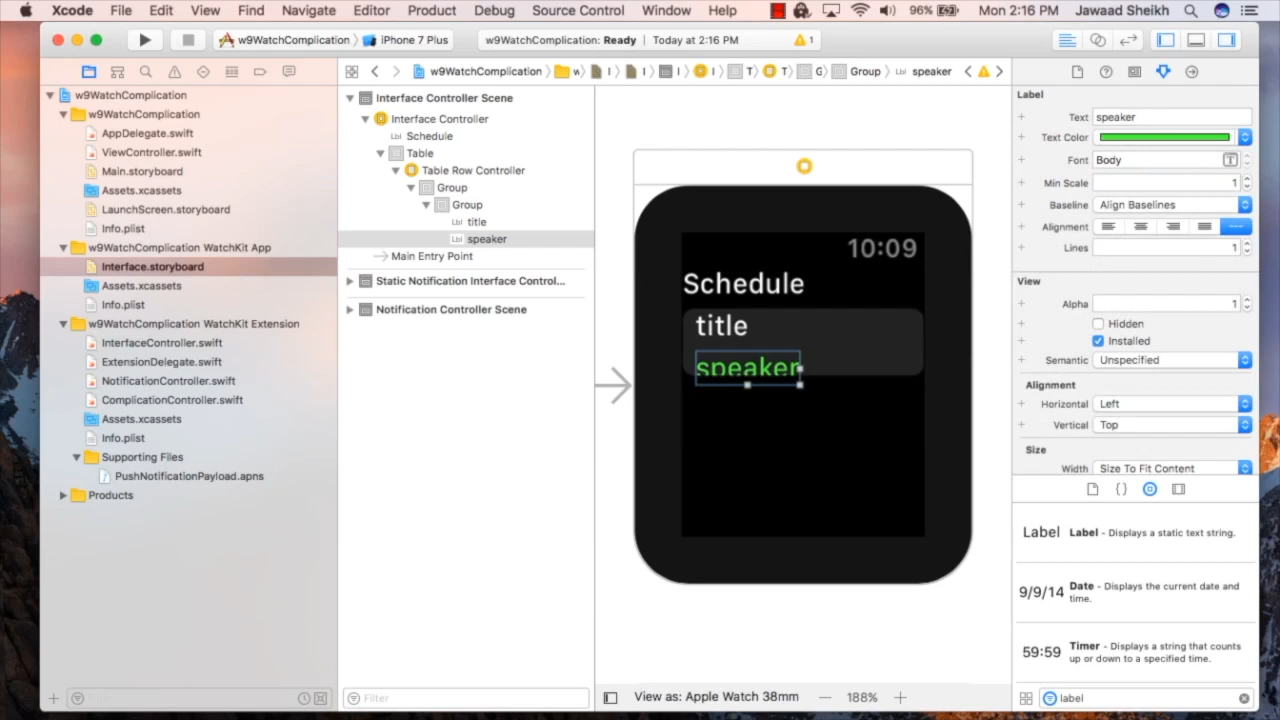 Xcode File Edit View Find Navigate Editor Product Debug Source Control Window Help 96% Mon 2:16 PM Jawaad Sheikh
w9WatchComplication iPhone 7 Plus w9WatchComplication: Ready Today at 2:16 PM 1
w9WatchComplication w I I I I T T G Group Lbl speaker
w9WatchComplication
w9WatchComplication
AppDelegate.swift
ViewController.swift
Main.storyboard
Assets.xcassets
LaunchScreen.storyboard
Info.plist
w9WatchComplication WatchKit App
Interface.storyboard
Assets.xcassets
Info.plist
w9WatchComplication WatchKit Extension
InterfaceController.swift
ExtensionDelegate.swift
NotificationController.swift
ComplicationController.swift
Assets.xcassets
Info.plist
Supporting Files
PushNotificationPayload.apns
Products
Interface Controller Scene
Interface Controller
Lbl Schedule
Table
Table Row Controller
Group
Group
Lbl title
Lbl speaker
Main Entry Point
Static Notification Interface Control...
Notification Controller Scene
Filter
10:09
Schedule
title
speaker
View as: Apple Watch 38mm 188%
Label
Text speaker
Text Color
Font Body
Min Scale 1
Baseline Align Baselines
Alignment
Lines 1
View
Alpha 1
Hidden
Installed
Semantic Unspecified
Alignment
Horizontal Left
Vertical Top
Size
Width Size To Fit Content
Label Label - Displays a static text string.
9/9/14 Date - Displays the current date and
time.
59:59 Timer - Displays a string that counts
up or down to a specified time.
label